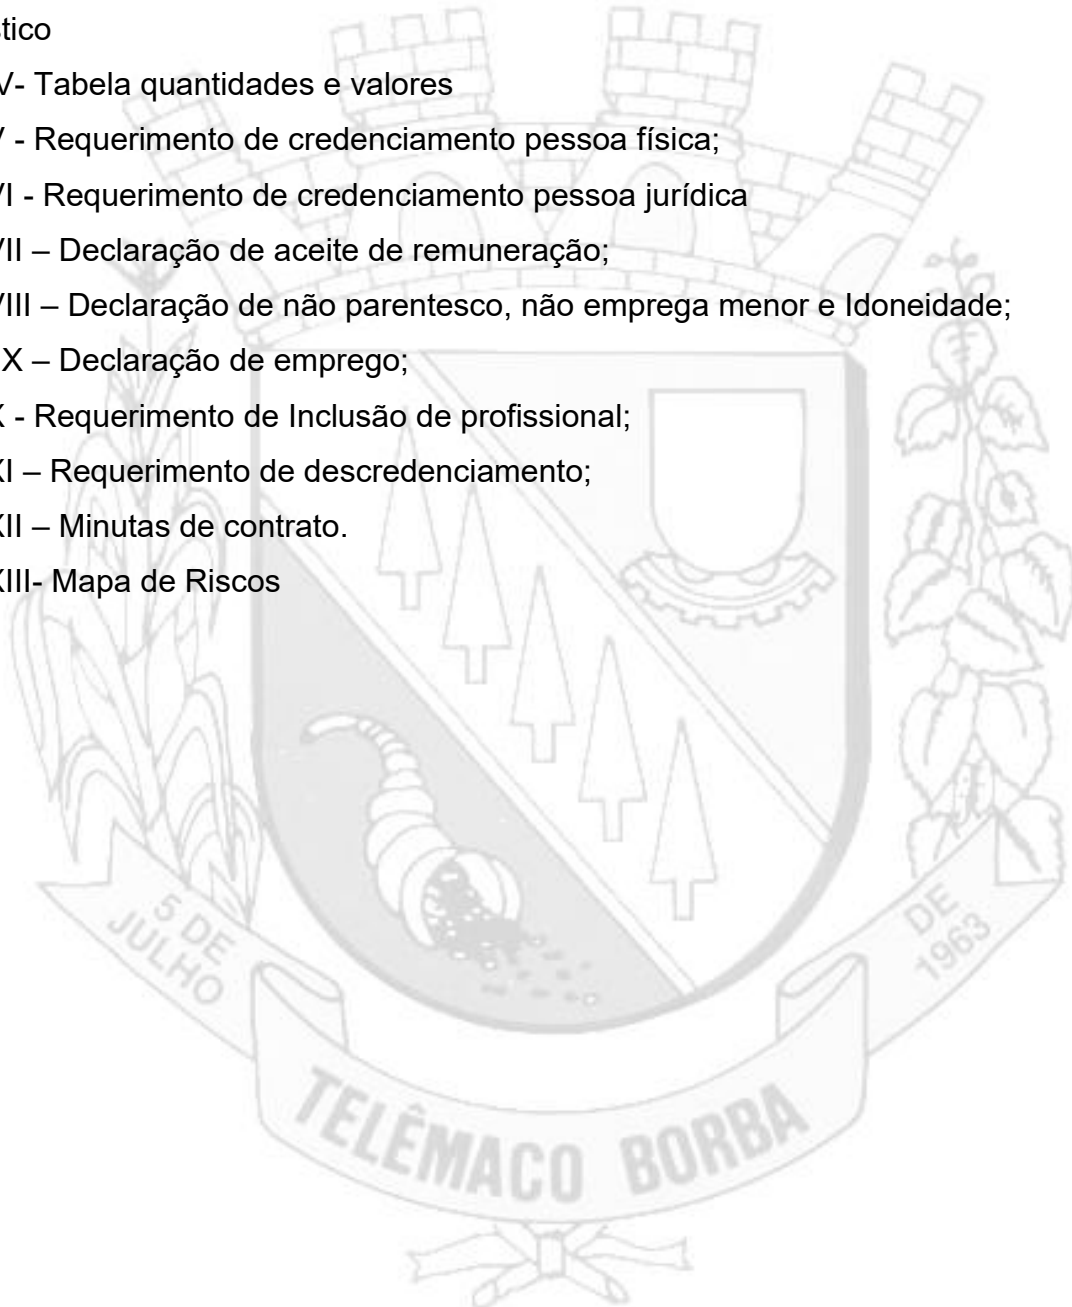 tico
V- Tabela quantidades e valores
V - Requerimento de credenciamento pessoa física;
VI - Requerimento de credenciamento pessoa jurídica
VII – Declaração de aceite de remuneração;
VIII – Declaração de não parentesco, não emprega menor e Idoneidade;
IX – Declaração de emprego;
X - Requerimento de Inclusão de profissional;
XI – Requerimento de descredenciamento;
XII – Minutas de contrato.
XIII- Mapa de Riscos
5 DE
JULHO
DE
1963
TELÊMACO BORBA